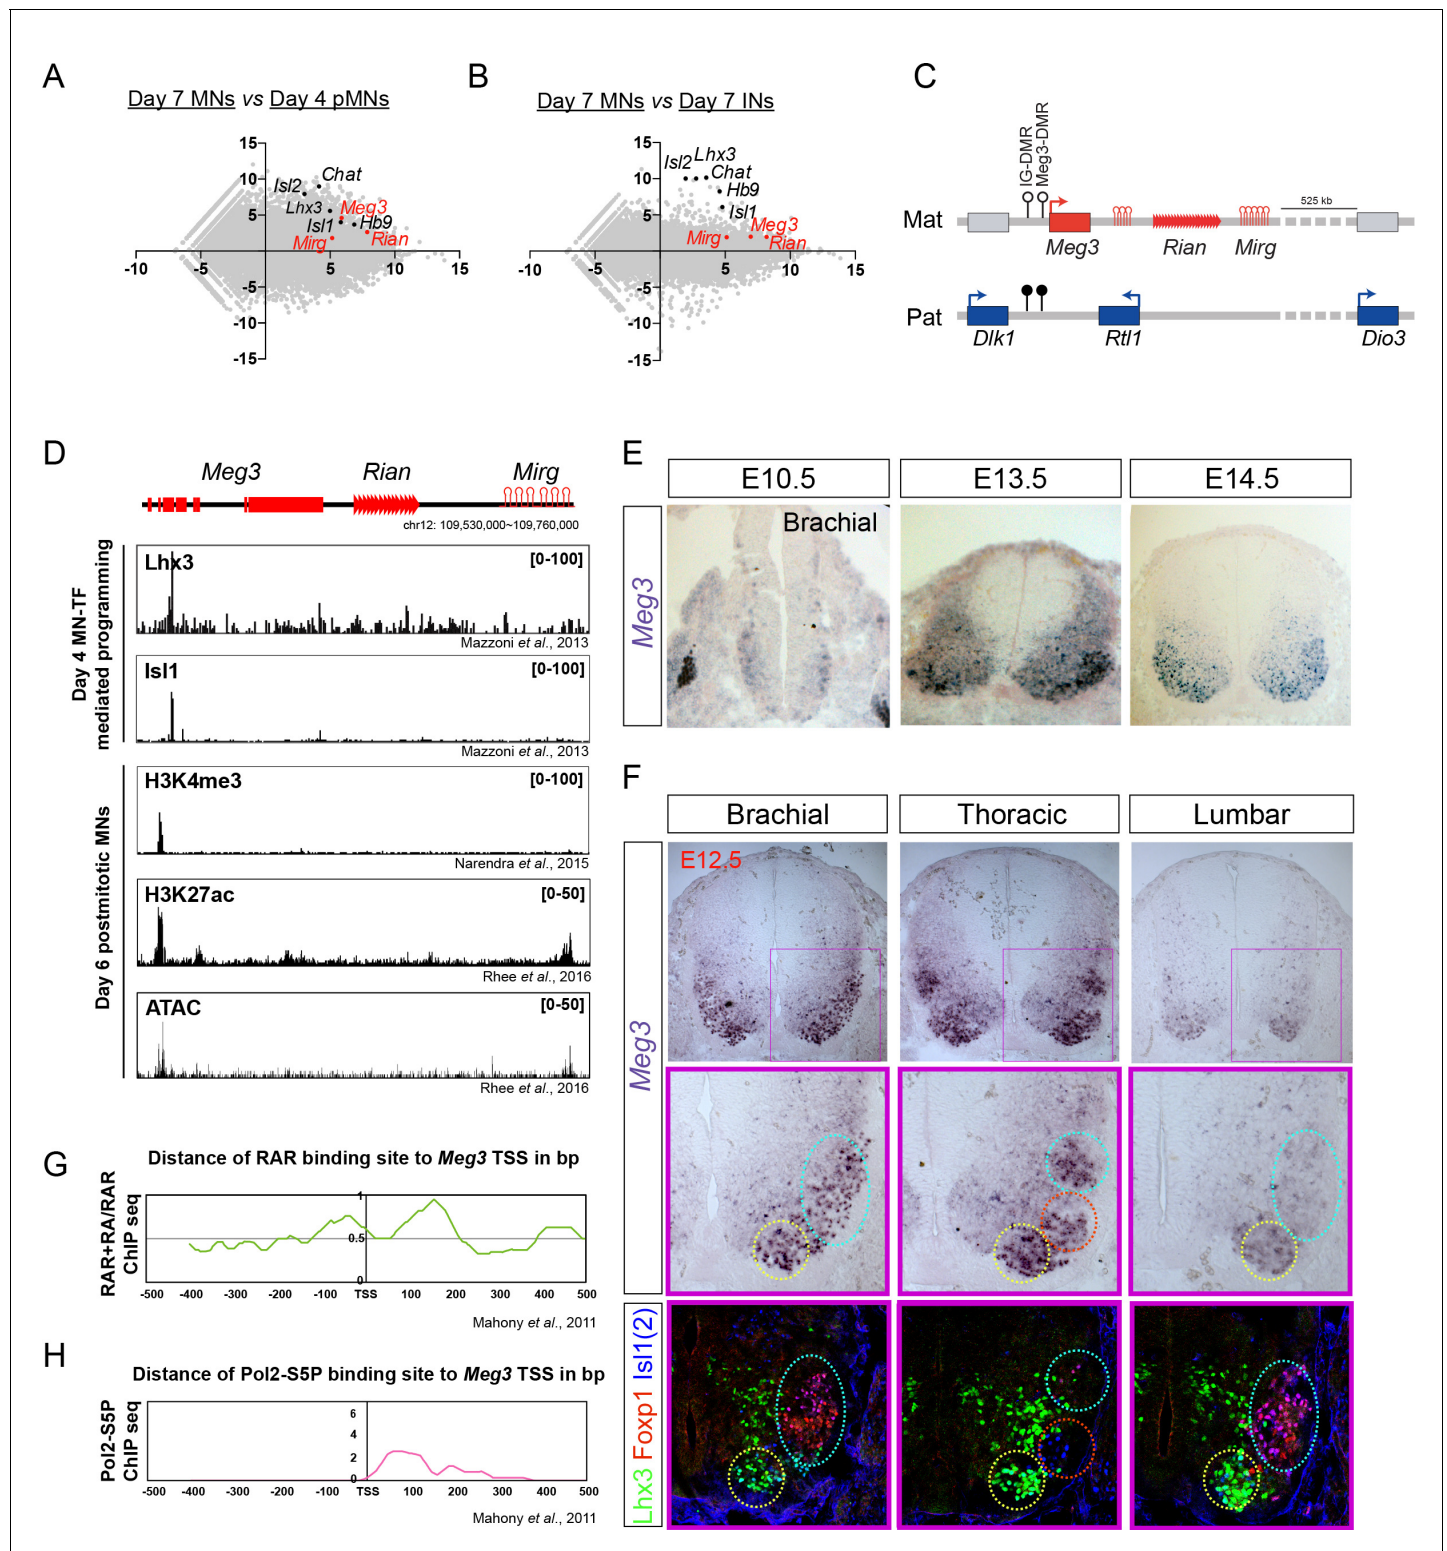 A
Day 7 MNs vs Day 4 pMNs
15
10
5
-5
-10
-15
-10
-5
5
10
15
Isl2
Chat
Lhx3
Meg3
Isl1
Hb9
Mirg
Rian
B
Day 7 MNs vs Day 7 INs
15
10
5
-5
-10
-15
-10
5
5
10
15
Isl2
Lhx3
Chat
Hb9
Isl1
Meg3
Mirg
Rian
C
IG-DMR
Meg3-DMR
525 kb
Mat
Meg3
Rian
Mirg
Pat
Dlk1
Rtl1
Dio3
D
Meg3
Rian
Mirg
chr12: 109,530,000~109,760,000
Day 4 MN-TF
mediated programming
Lhx3
[0-100]
Mazzoni et al., 2013
Isl1
[0-100]
Mazzoni et al., 2013
Day 6 postmitotic MNs
H3K4me3
[0-100]
Narendra et al., 2015
H3K27ac
[0-50]
Rhee et al., 2016
ATAC
[0-50]
Rhee et al., 2016
E
E10.5
E13.5
E14.5
Meg3
Brachial
F
Brachial
Thoracic
Lumbar
Meg3
E12.5
Lhx3 Foxp1 Isl1(2)
G
Distance of RAR binding site to Meg3 TSS in bp
RAR+RA/RAR
ChIP seq
1
0.5
0
-500 -400 -300 -200 -100 TSS 100 200 300 400 500
Mahony et al., 2011
H
Distance of Pol2-S5P binding site to Meg3 TSS in bp
Pol2-S5P
ChIP seq
6
4
2
0
-500 -400 -300 -200 -100 TSS 100 200 300 400 500
Mahony et al., 2011